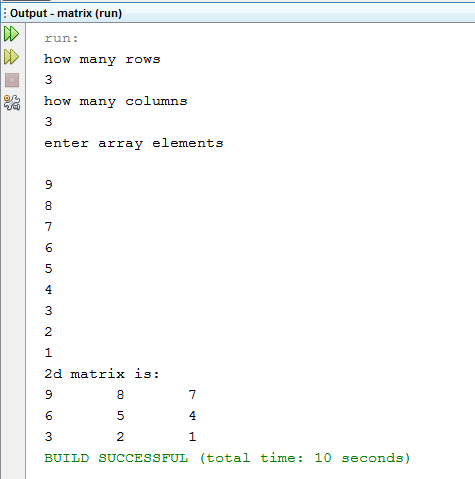 Output - matrix (run)
run:
how many rows
3
how many columns
3
enter array elements
9
8
7
6
5
4
3
2
1
2d matrix is:
9 8 7
6 5 4
3 2 1
BUILD SUCCESSFUL (total time: 10 seconds)